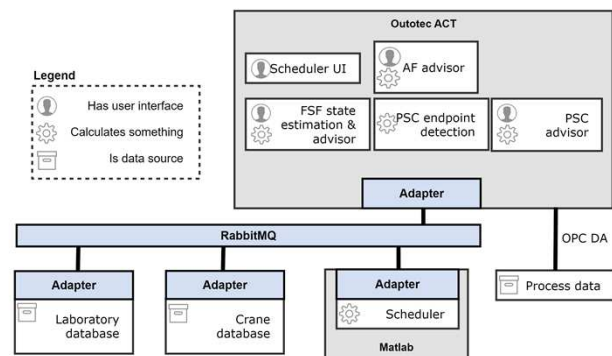 Outotec ACT
Scheduler UI
AF advisor
Legend
Has user interface
Calculates something
Is data source
FSF state
estimation &
advisor
PSC endpoint
detection
PSC
advisor
Adapter
RabbitMQ
OPC DA
Adapter
Laboratory
database
Adapter
Crane
database
Adapter
Scheduler
Matlab
Process data